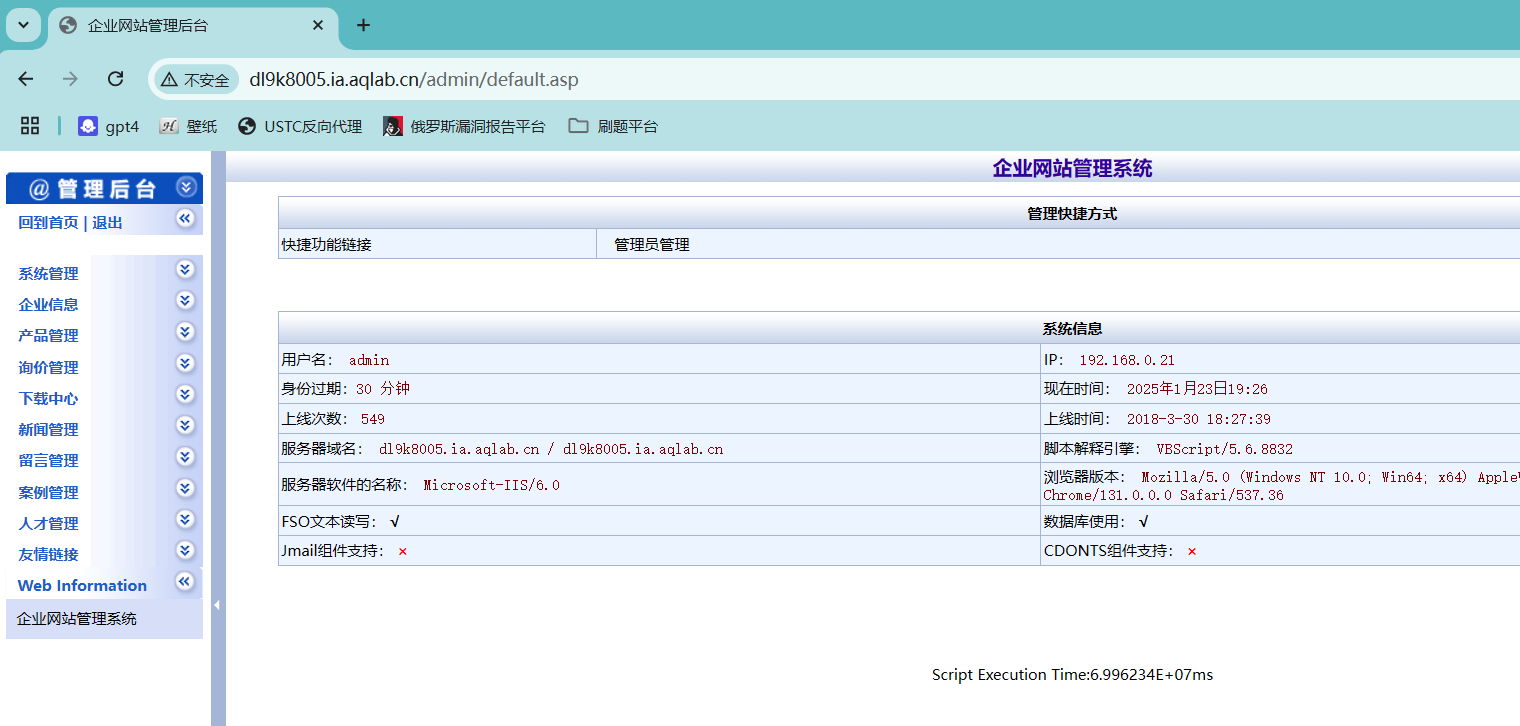 企业网站管理后台
不安全 dl9k8005.ia.aqlab.cn/admin/default.asp
gpt4 壁纸 USTC反向代理 俄罗斯漏洞报告平台 刷题平台
@ 管理后台
回到首页 | 退出
系统管理
企业信息
产品管理
询价管理
下载中心
新闻管理
留言管理
案例管理
人才管理
友情链接
Web Information
企业网站管理系统
企业网站管理系统
管理快捷方式
快捷功能链接 管理员管理
系统信息
用户名： admin IP： 192.168.0.21
身份过期：30 分钟 现在时间： 2025年1月23日19:26
上线次数： 549 上线时间： 2018-3-30 18:27:39
服务器域名： dl9k8005.ia.aqlab.cn / dl9k8005.ia.aqlab.cn 脚本解释引擎： VBScript/5.6.8832
服务器软件的名称： Microsoft-IIS/6.0 浏览器版本： Mozilla/5.0 (Windows NT 10.0; Win64; x64)
Chrome/131.0.0.0 Safari/537.36
FSO文本读写： √ 数据库使用： √
Jmail组件支持： × CDONTS组件支持： ×
Script Execution Time:6.996234E+07ms